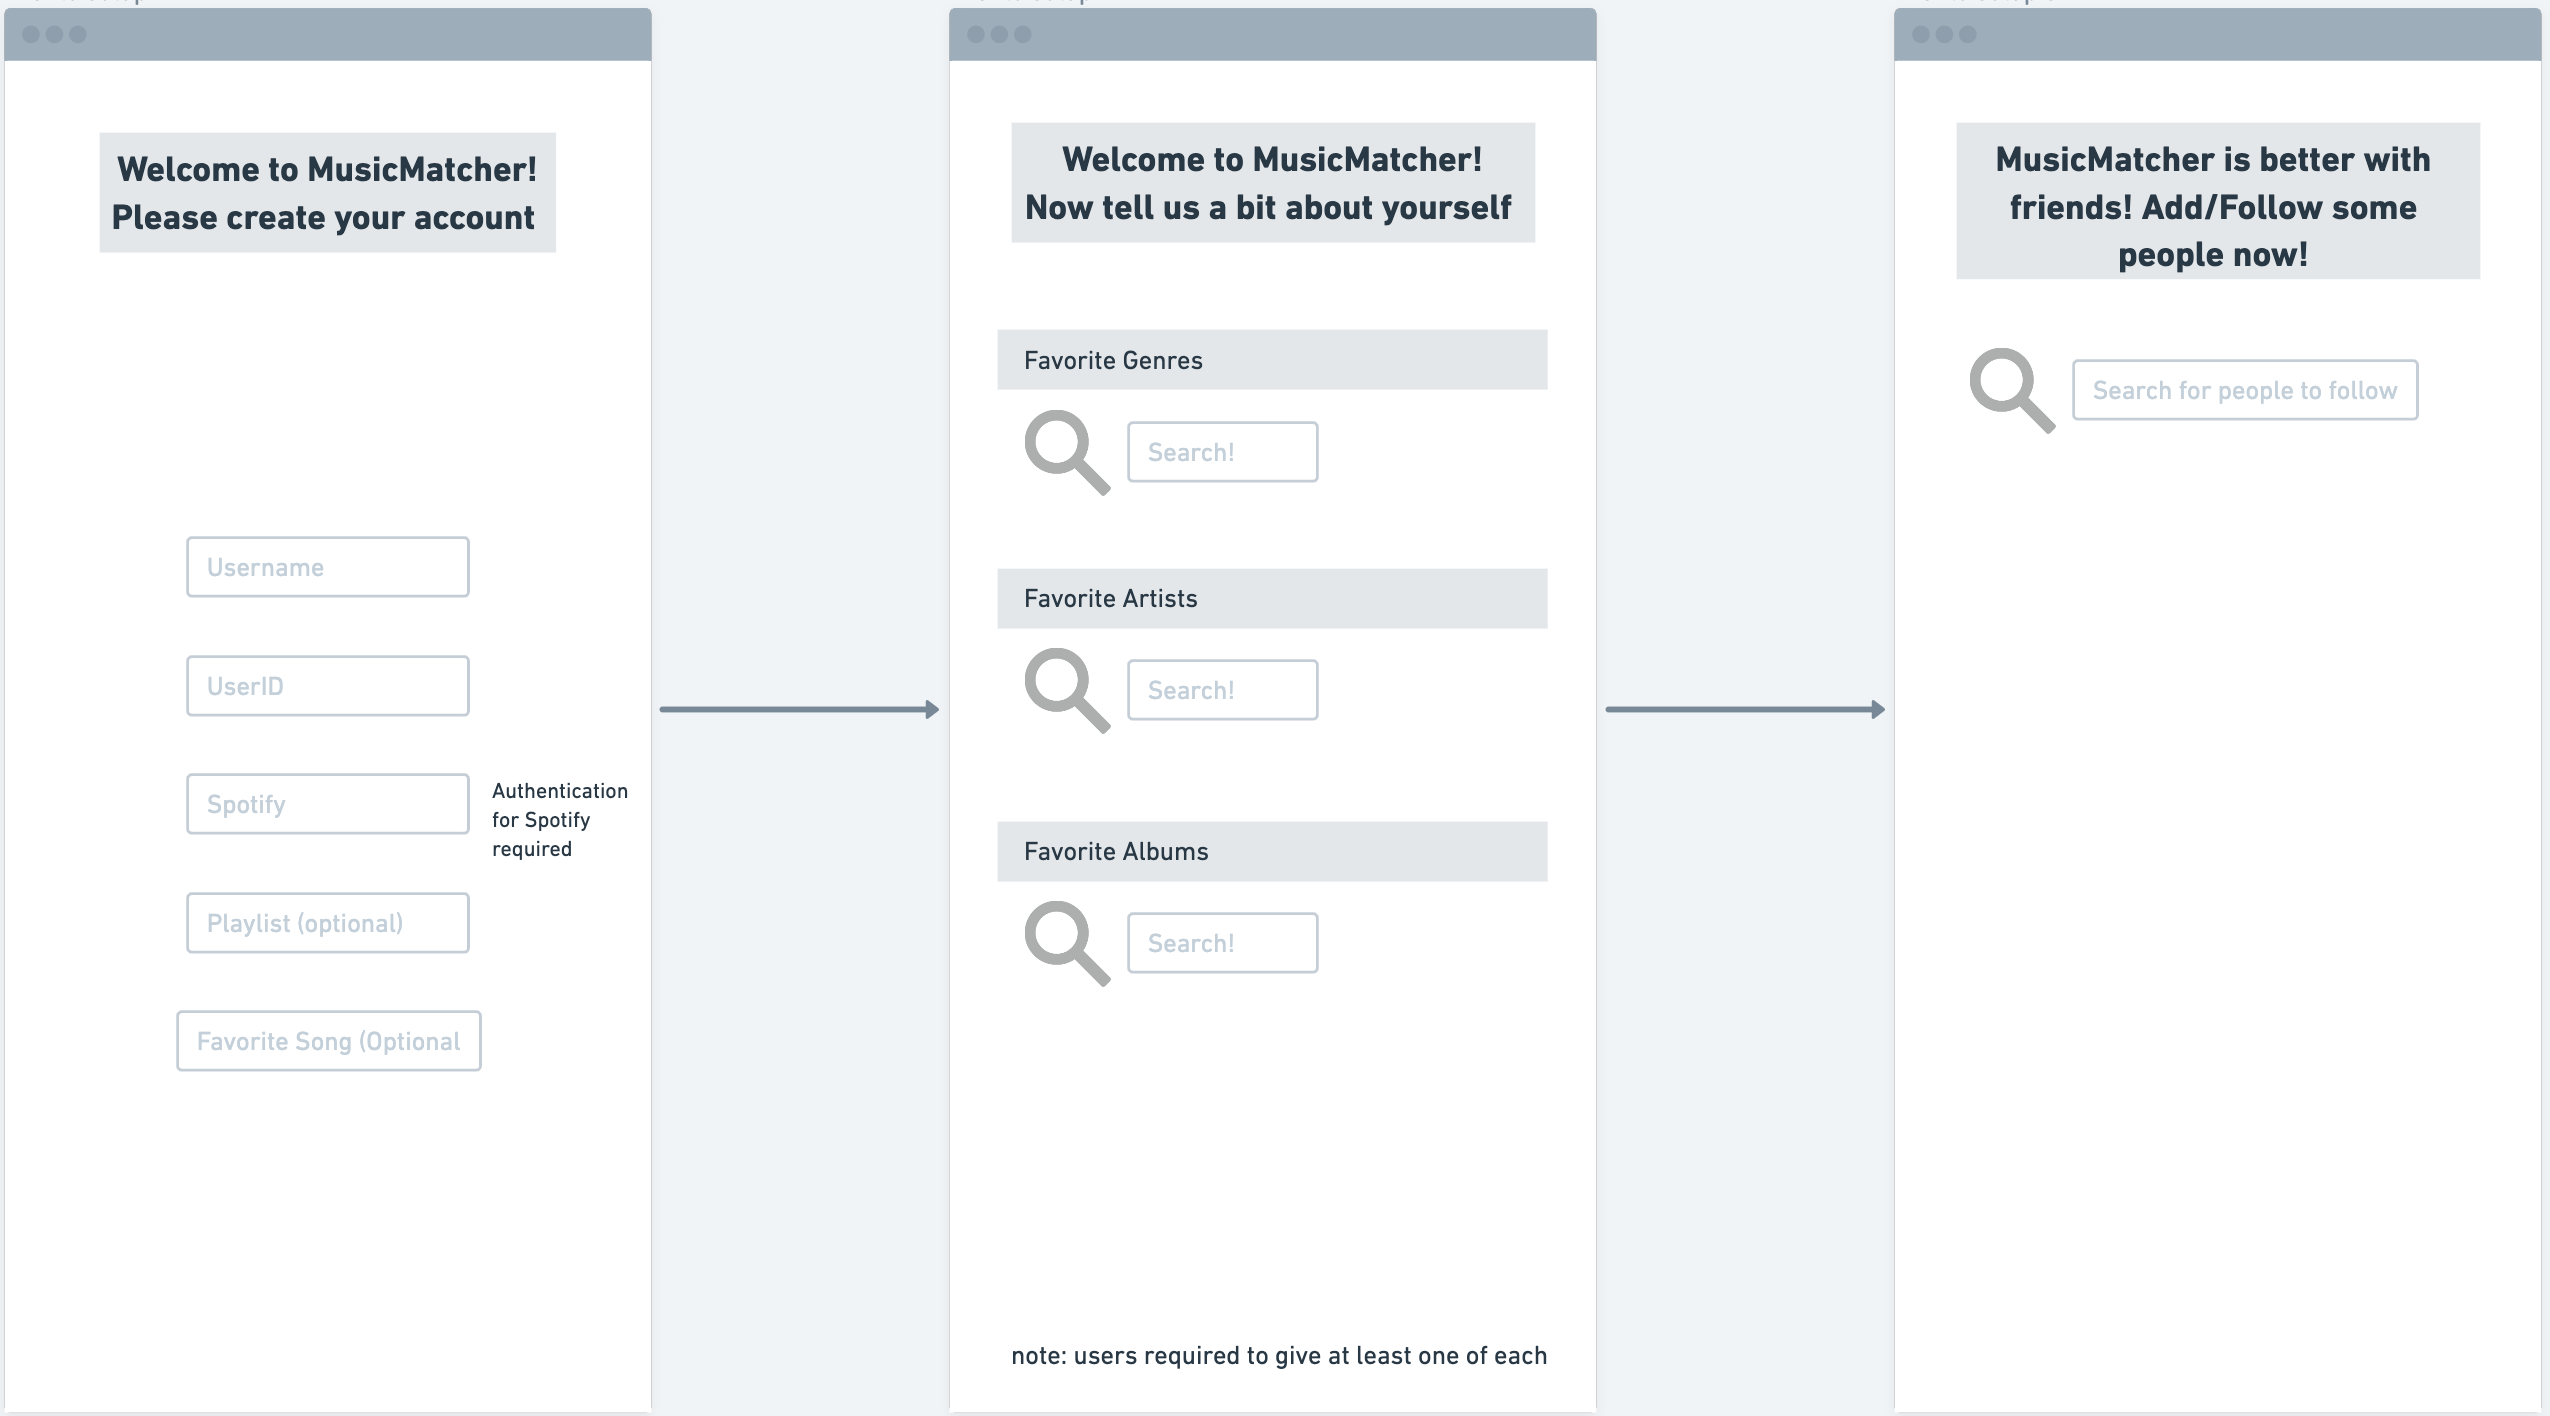 Welcome to MusicMatcher!
Please create your account
Username
UserID
Spotify
Authentication
for Spotify
required
Playlist (optional)
Favorite Song (Optional
Welcome to MusicMatcher!
Now tell us a bit about yourself
Favorite Genres
Search!
Favorite Artists
Search!
Favorite Albums
Search!
note: users required to give at least one of each
MusicMatcher is better with
friends! Add/Follow some
people now!
Search for people to follow